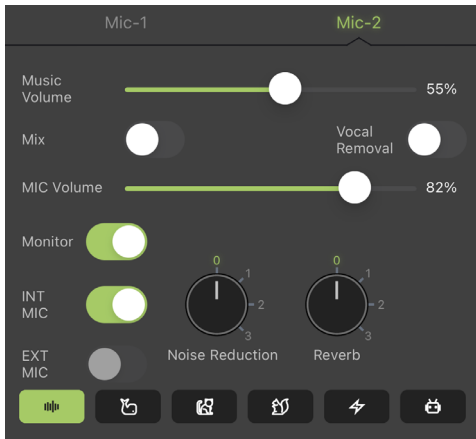 Mic-1
Mic-2
Music
Volume
55%
Mix
Vocal
Removal
MIC Volume
82%
Monitor
INT
MIC
0
1
2
3
Noise Reduction
0
1
2
3
Reverb
EXT
MIC